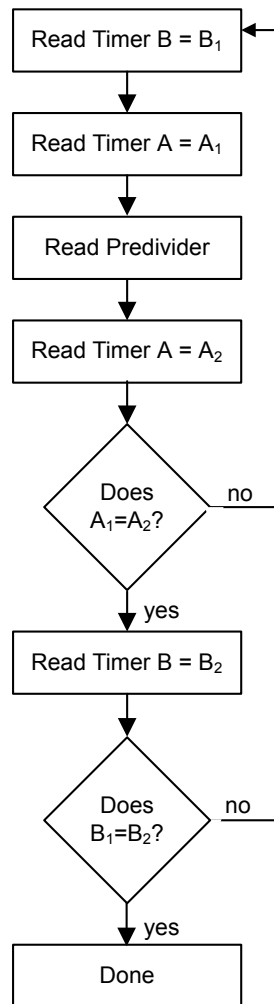 Read Timer B = B₁
Read Timer A = A₁
Read Predivider
Read Timer A = A₂
Does
A₁=A₂?
no
yes
Read Timer B = B₂
Does
B₁=B₂?
no
yes
Done